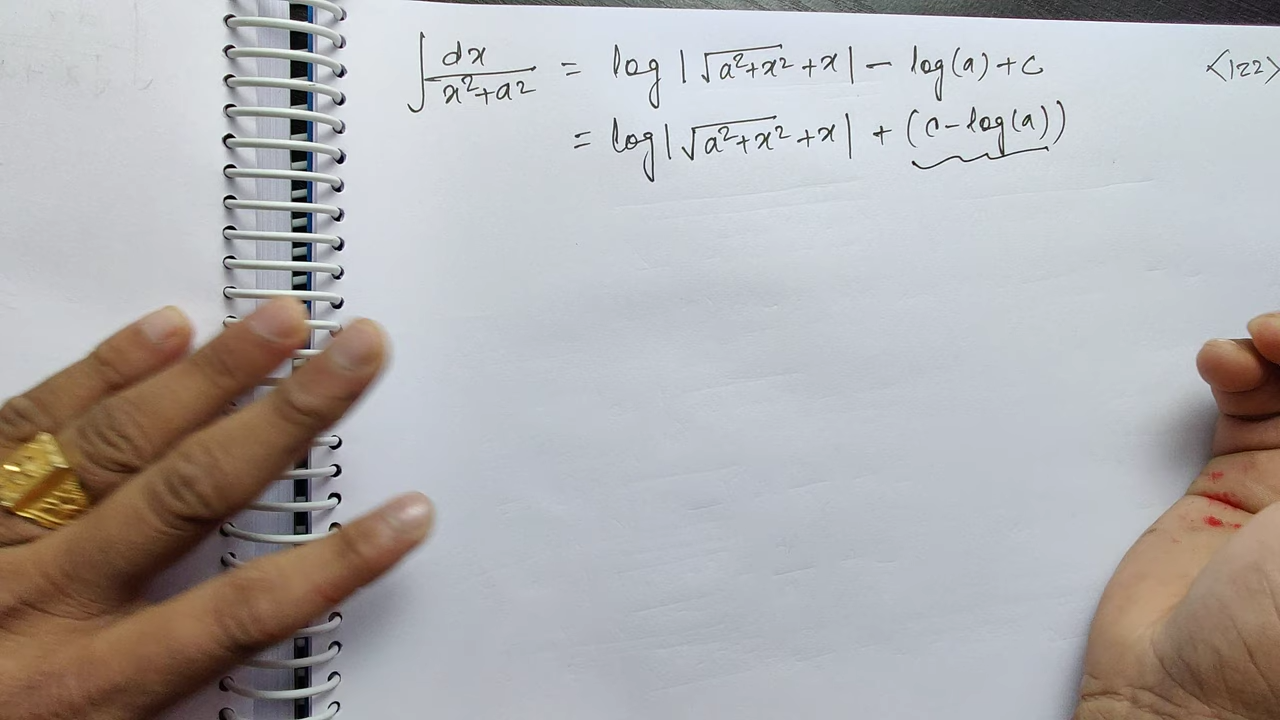 ∫ dx/(x²+a²) = log|√(a²+x²) +x| − log(a) + c <122>
= log|√(a²+x²) +x| + (c − log(a))